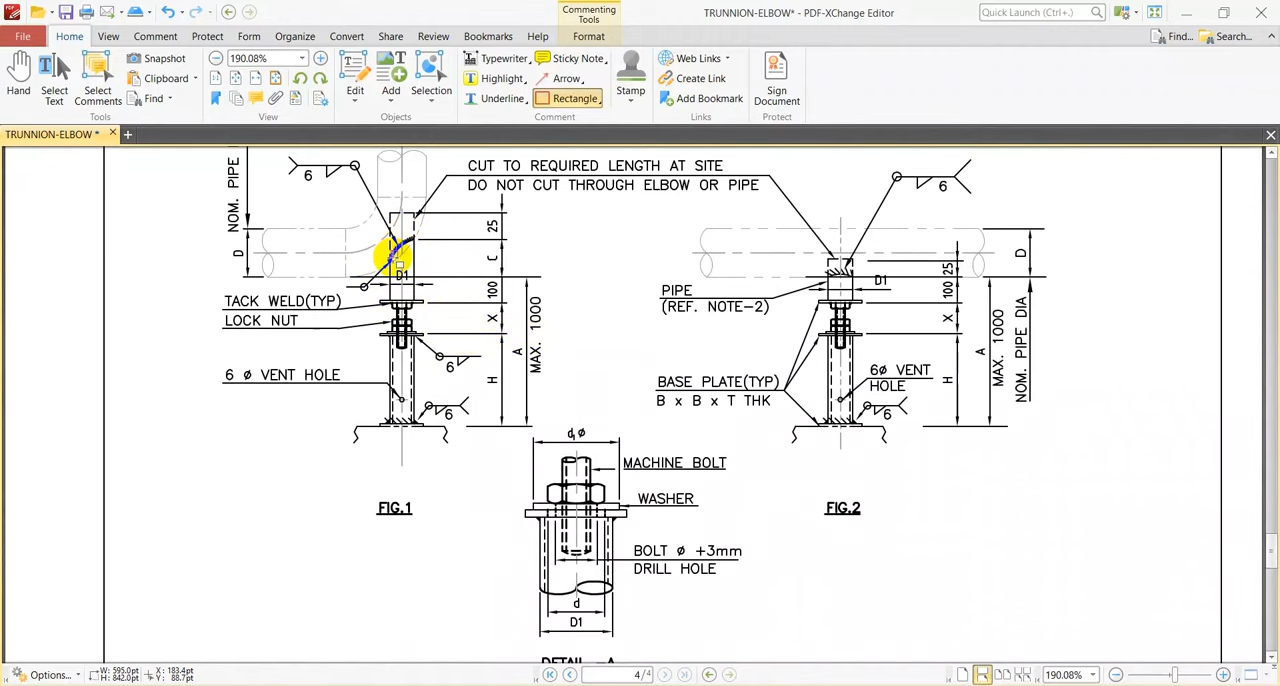 Commenting
Tools
TRUNNION-ELBOW* - PDF-XChange Editor
Quick Launch (Ctrl+.)
File
Home
View
Comment
Protect
Form
Organize
Convert
Share
Review
Bookmarks
Help
Format
Find...
Search...
Hand
Select
Text
Select
Comments
Snapshot
Clipboard
Find
Tools
190.08%
View
Edit
Add
Selection
Objects
Typewriter
Highlight
Underline
Sticky Note
Arrow
Rectangle
Stamp
Comment
Web Links
Create Link
Add Bookmark
Links
Sign
Document
Protect
TRUNNION-ELBOW *
NOM. PIPE
D
6
CUT TO REQUIRED LENGTH AT SITE
DO NOT CUT THROUGH ELBOW OR PIPE
6
25
C
100
X
H
A
MAX. 1000
D1
TACK WELD(TYP)
LOCK NUT
6
6 Ø VENT HOLE
6
FIG.1
D
25
100
X
H
A
MAX. 1000
NOM. PIPE DIA
D1
PIPE
(REF. NOTE-2)
BASE PLATE(TYP)
B x B x T THK
6Ø VENT
HOLE
6
FIG.2
d₁Ø
MACHINE BOLT
WASHER
BOLT Ø +3mm
DRILL HOLE
d
D1
DETAIL -A
Options...
W: 595.0pt
H: 842.0pt
X: 183.4pt
Y: 88.7pt
4/4
190.08%